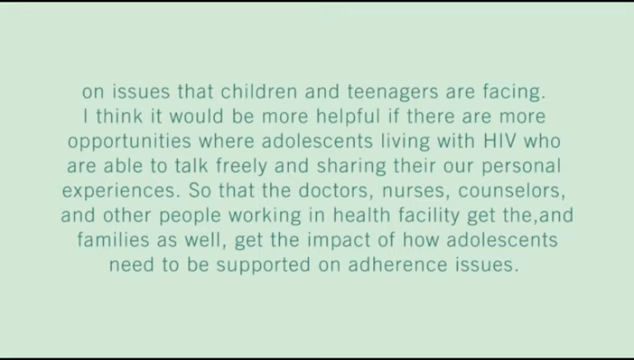 on issues that children and teenagers are facing.
I think it would be more helpful if there are more
opportunities where adolescents living with HIV who
are able to talk freely and sharing their our personal
experiences. So that the doctors, nurses, counselors,
and other people working in health facility get the,and
families as well, get the impact of how adolescents
need to be supported on adherence issues.